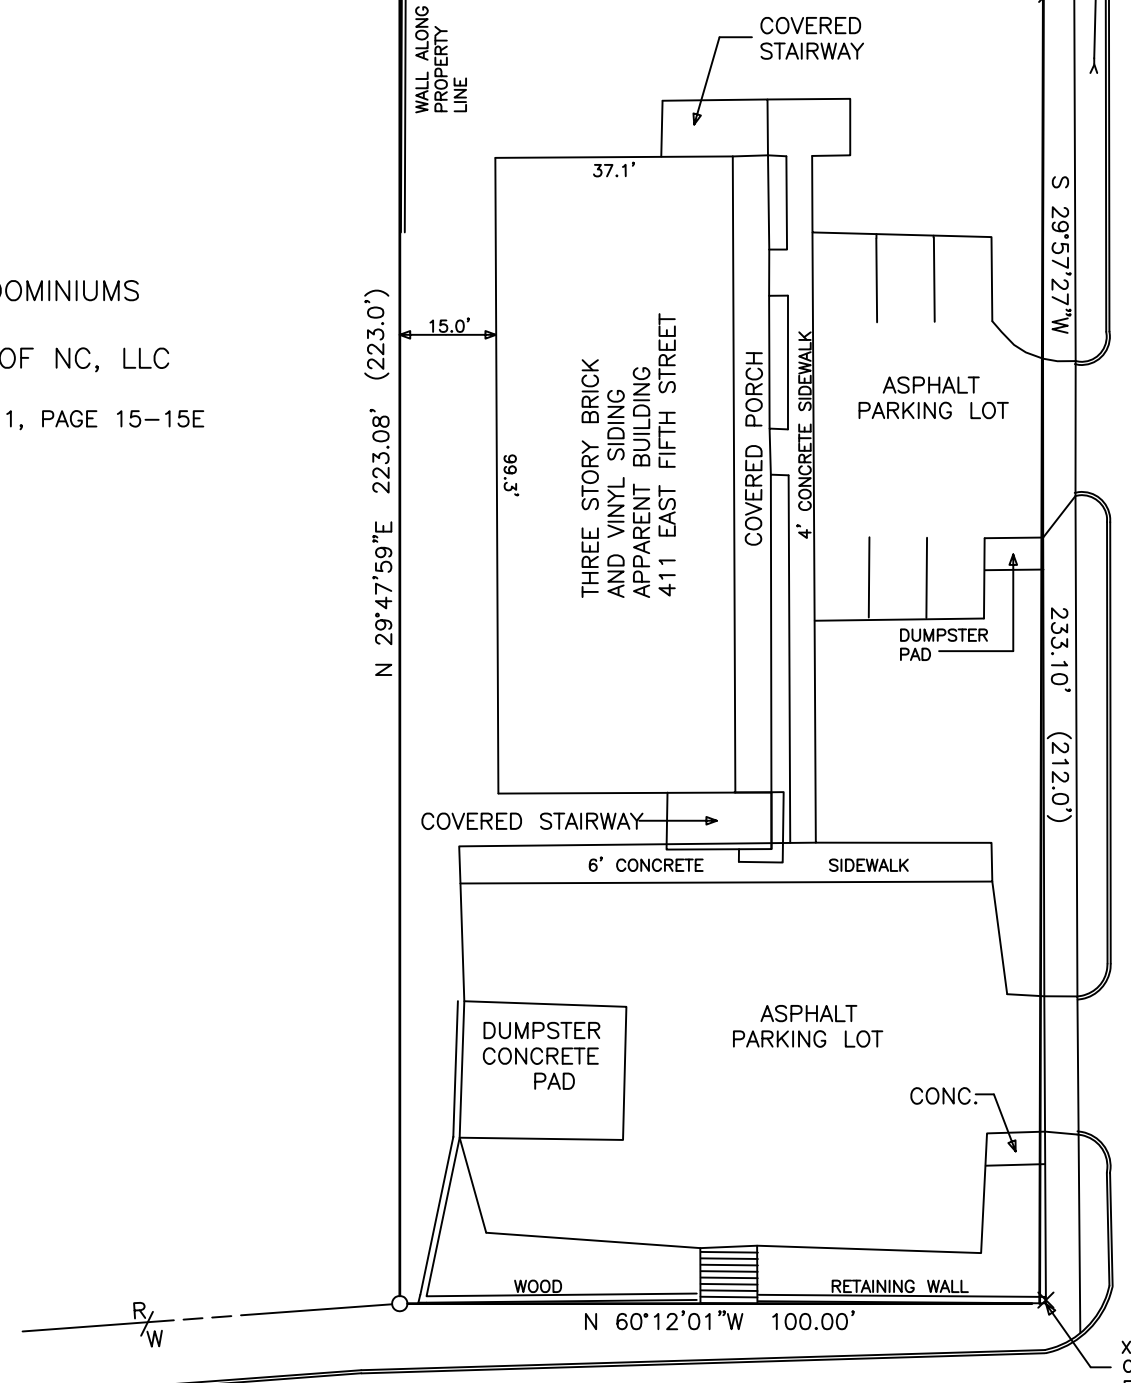 COVERED
STAIRWAY
WALL ALONG
PROPERTY
LINE
37.1'
S 29°57'27"W
OMINIUMS
OF NC, LLC
1, PAGE 15-15E
15.0'
N 29°47'59"E 223.08' (223.0')
99.3'
THREE STORY BRICK
AND VINYL SIDING
APPARENT BUILDING
411 EAST FIFTH STREET
COVERED PORCH
4' CONCRETE SIDEWALK
ASPHALT
PARKING LOT
DUMPSTER
PAD
233.10' (212.0')
COVERED STAIRWAY
6' CONCRETE SIDEWALK
DUMPSTER
CONCRETE
PAD
ASPHALT
PARKING LOT
CONC.
WOOD RETAINING WALL
R/W
N 60°12'01"W 100.00'
X